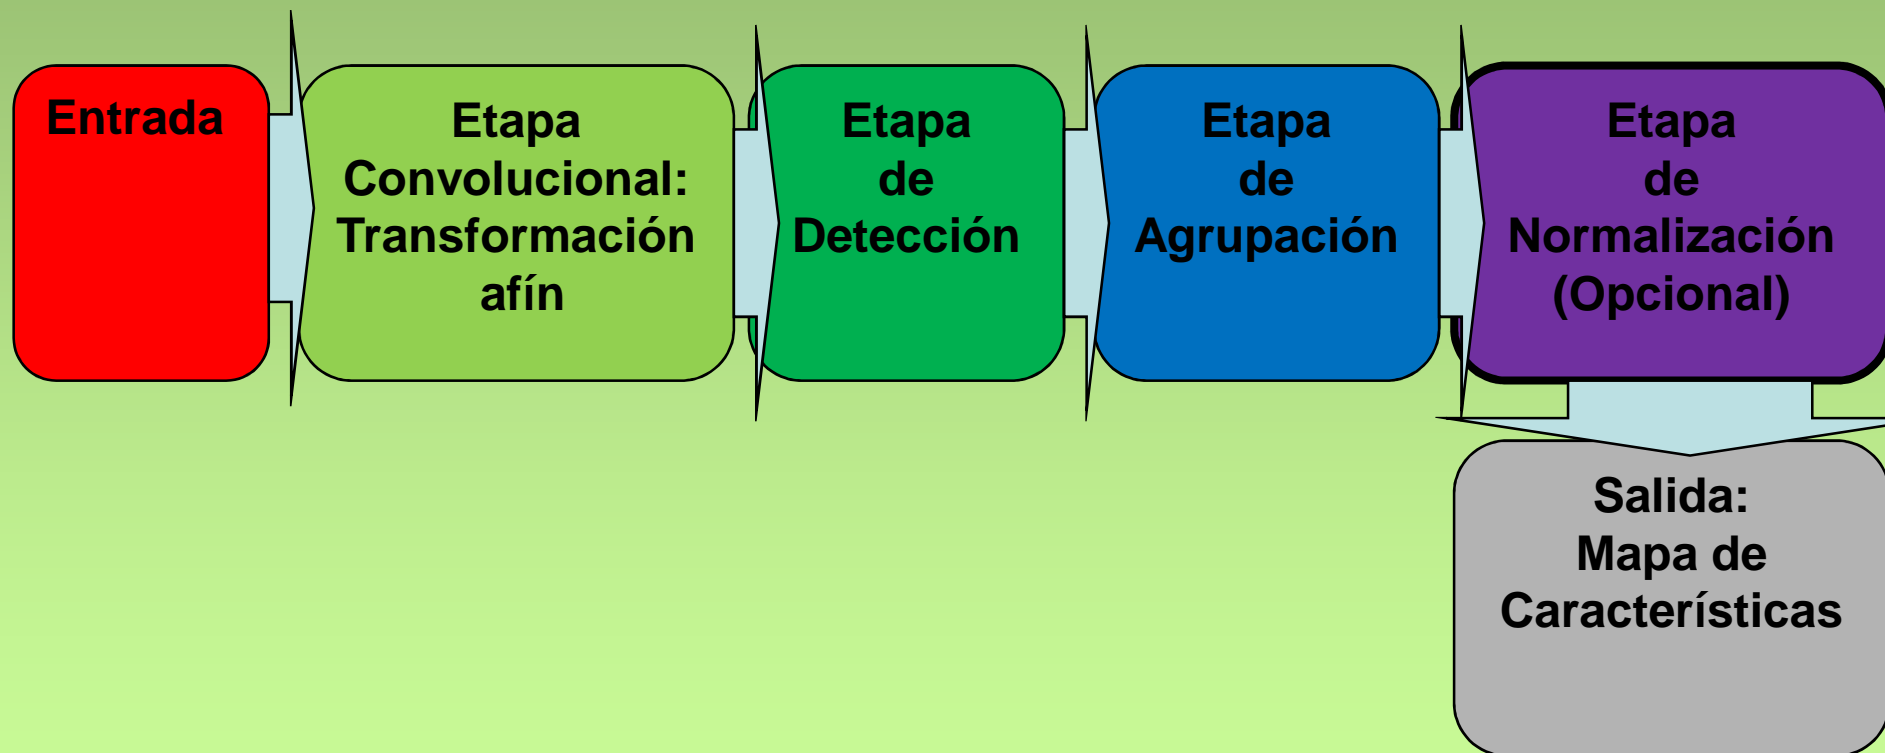 Entrada
Etapa
Convolucional:
Transformación
afín
Etapa
de
Detección
Etapa
de
Agrupación
Etapa
de
Normalización
(Opcional)
Salida:
Mapa de
Características